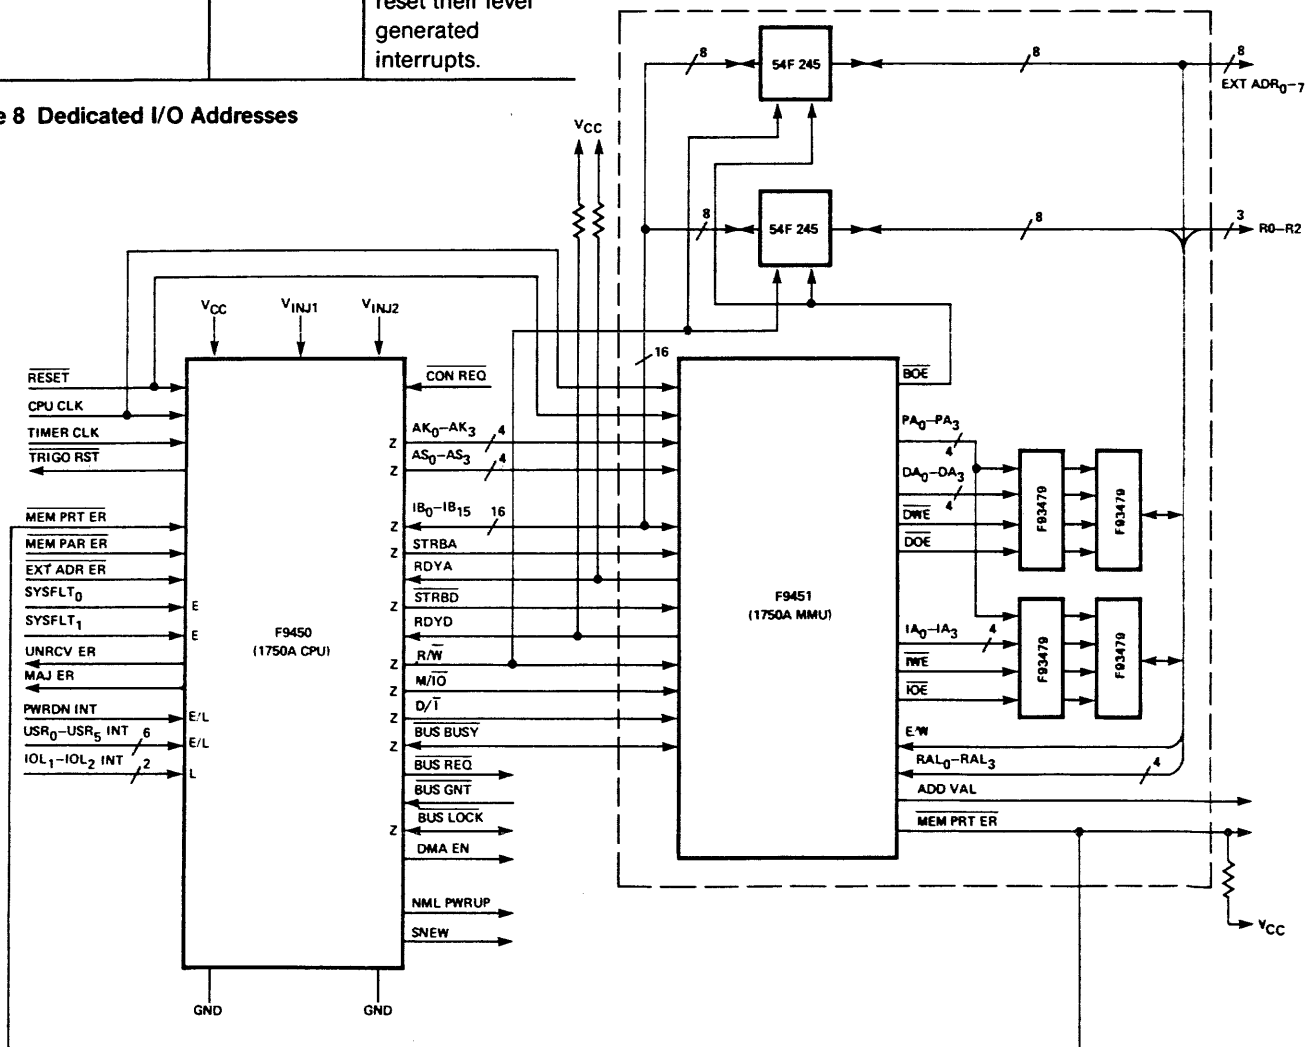 reset their level
generated
interrupts.
e 8 Dedicated I/O Addresses
VCC
8
54F 245
8
8
EXT ADR0–7
8
54F 245
8
3
R0–R2
VCC
VINJ1
VINJ2
16
RESET
CPU CLK
TIMER CLK
TRIGO RST
MEM PRT ER
MEM PAR ER
EXT ADR ER
SYSFLT0
E
SYSFLT1
E
UNRCV ER
MAJ ER
PWRDN INT
E/L
USR0–USR5 INT
6
E/L
IOL1–IOL2 INT
2
L
F9450
(1750A CPU)
GND
GND
CON REQ
Z
AK0–AK3
4
Z
AS0–AS3
4
Z
IB0–IB15
16
Z
STRBA
RDYA
Z
STRBD
RDYD
Z
R/W
Z
M/IO
Z
D/I
Z
BUS BUSY
BUS REQ
BUS GNT
Z
BUS LOCK
DMA EN
NML PWRUP
SNEW
F9451
(1750A MMU)
BOE
PA0–PA3
4
DA0–DA3
4
DWE
DOE
F93479
F93479
IA0–IA3
4
IWE
IOE
F93479
F93479
E/W
RAL0–RAL3
4
ADD VAL
MEM PRT ER
VCC